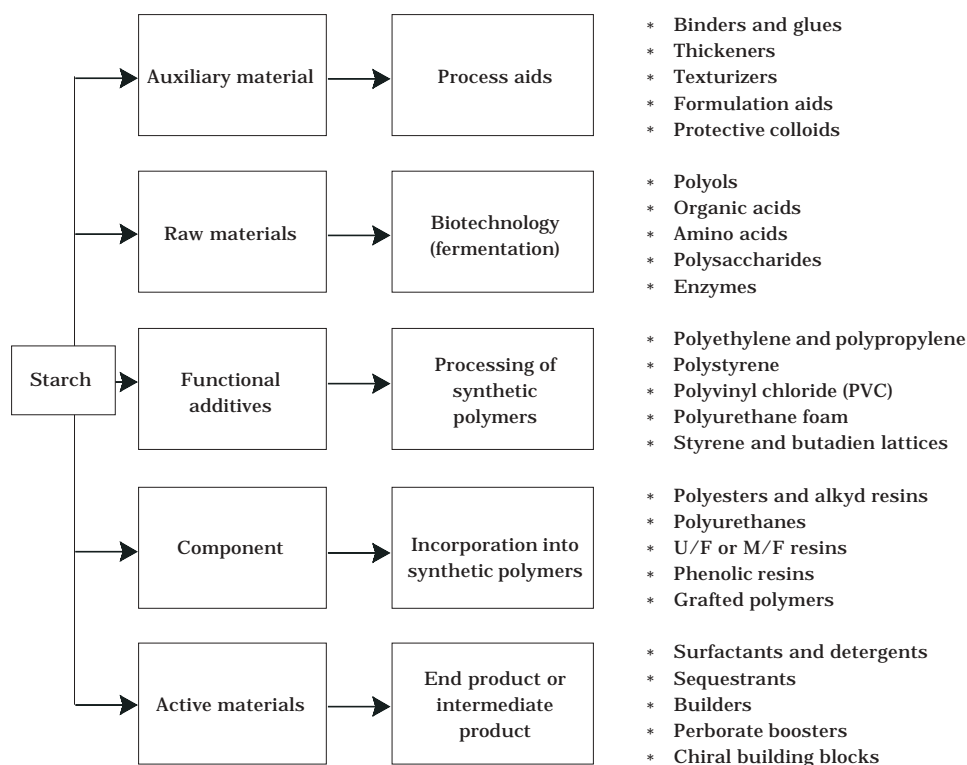 Auxiliary material
Process aids
* Binders and glues
* Thickeners
* Texturizers
* Formulation aids
* Protective colloids
Raw materials
Biotechnology
(fermentation)
* Polyols
* Organic acids
* Amino acids
* Polysaccharides
* Enzymes
Starch
Functional
additives
Processing of
synthetic
polymers
* Polyethylene and polypropylene
* Polystyrene
* Polyvinyl chloride (PVC)
* Polyurethane foam
* Styrene and butadien lattices
Component
Incorporation into
synthetic polymers
* Polyesters and alkyd resins
* Polyurethanes
* U/F or M/F resins
* Phenolic resins
* Grafted polymers
Active materials
End product or
intermediate
product
* Surfactants and detergents
* Sequestrants
* Builders
* Perborate boosters
* Chiral building blocks